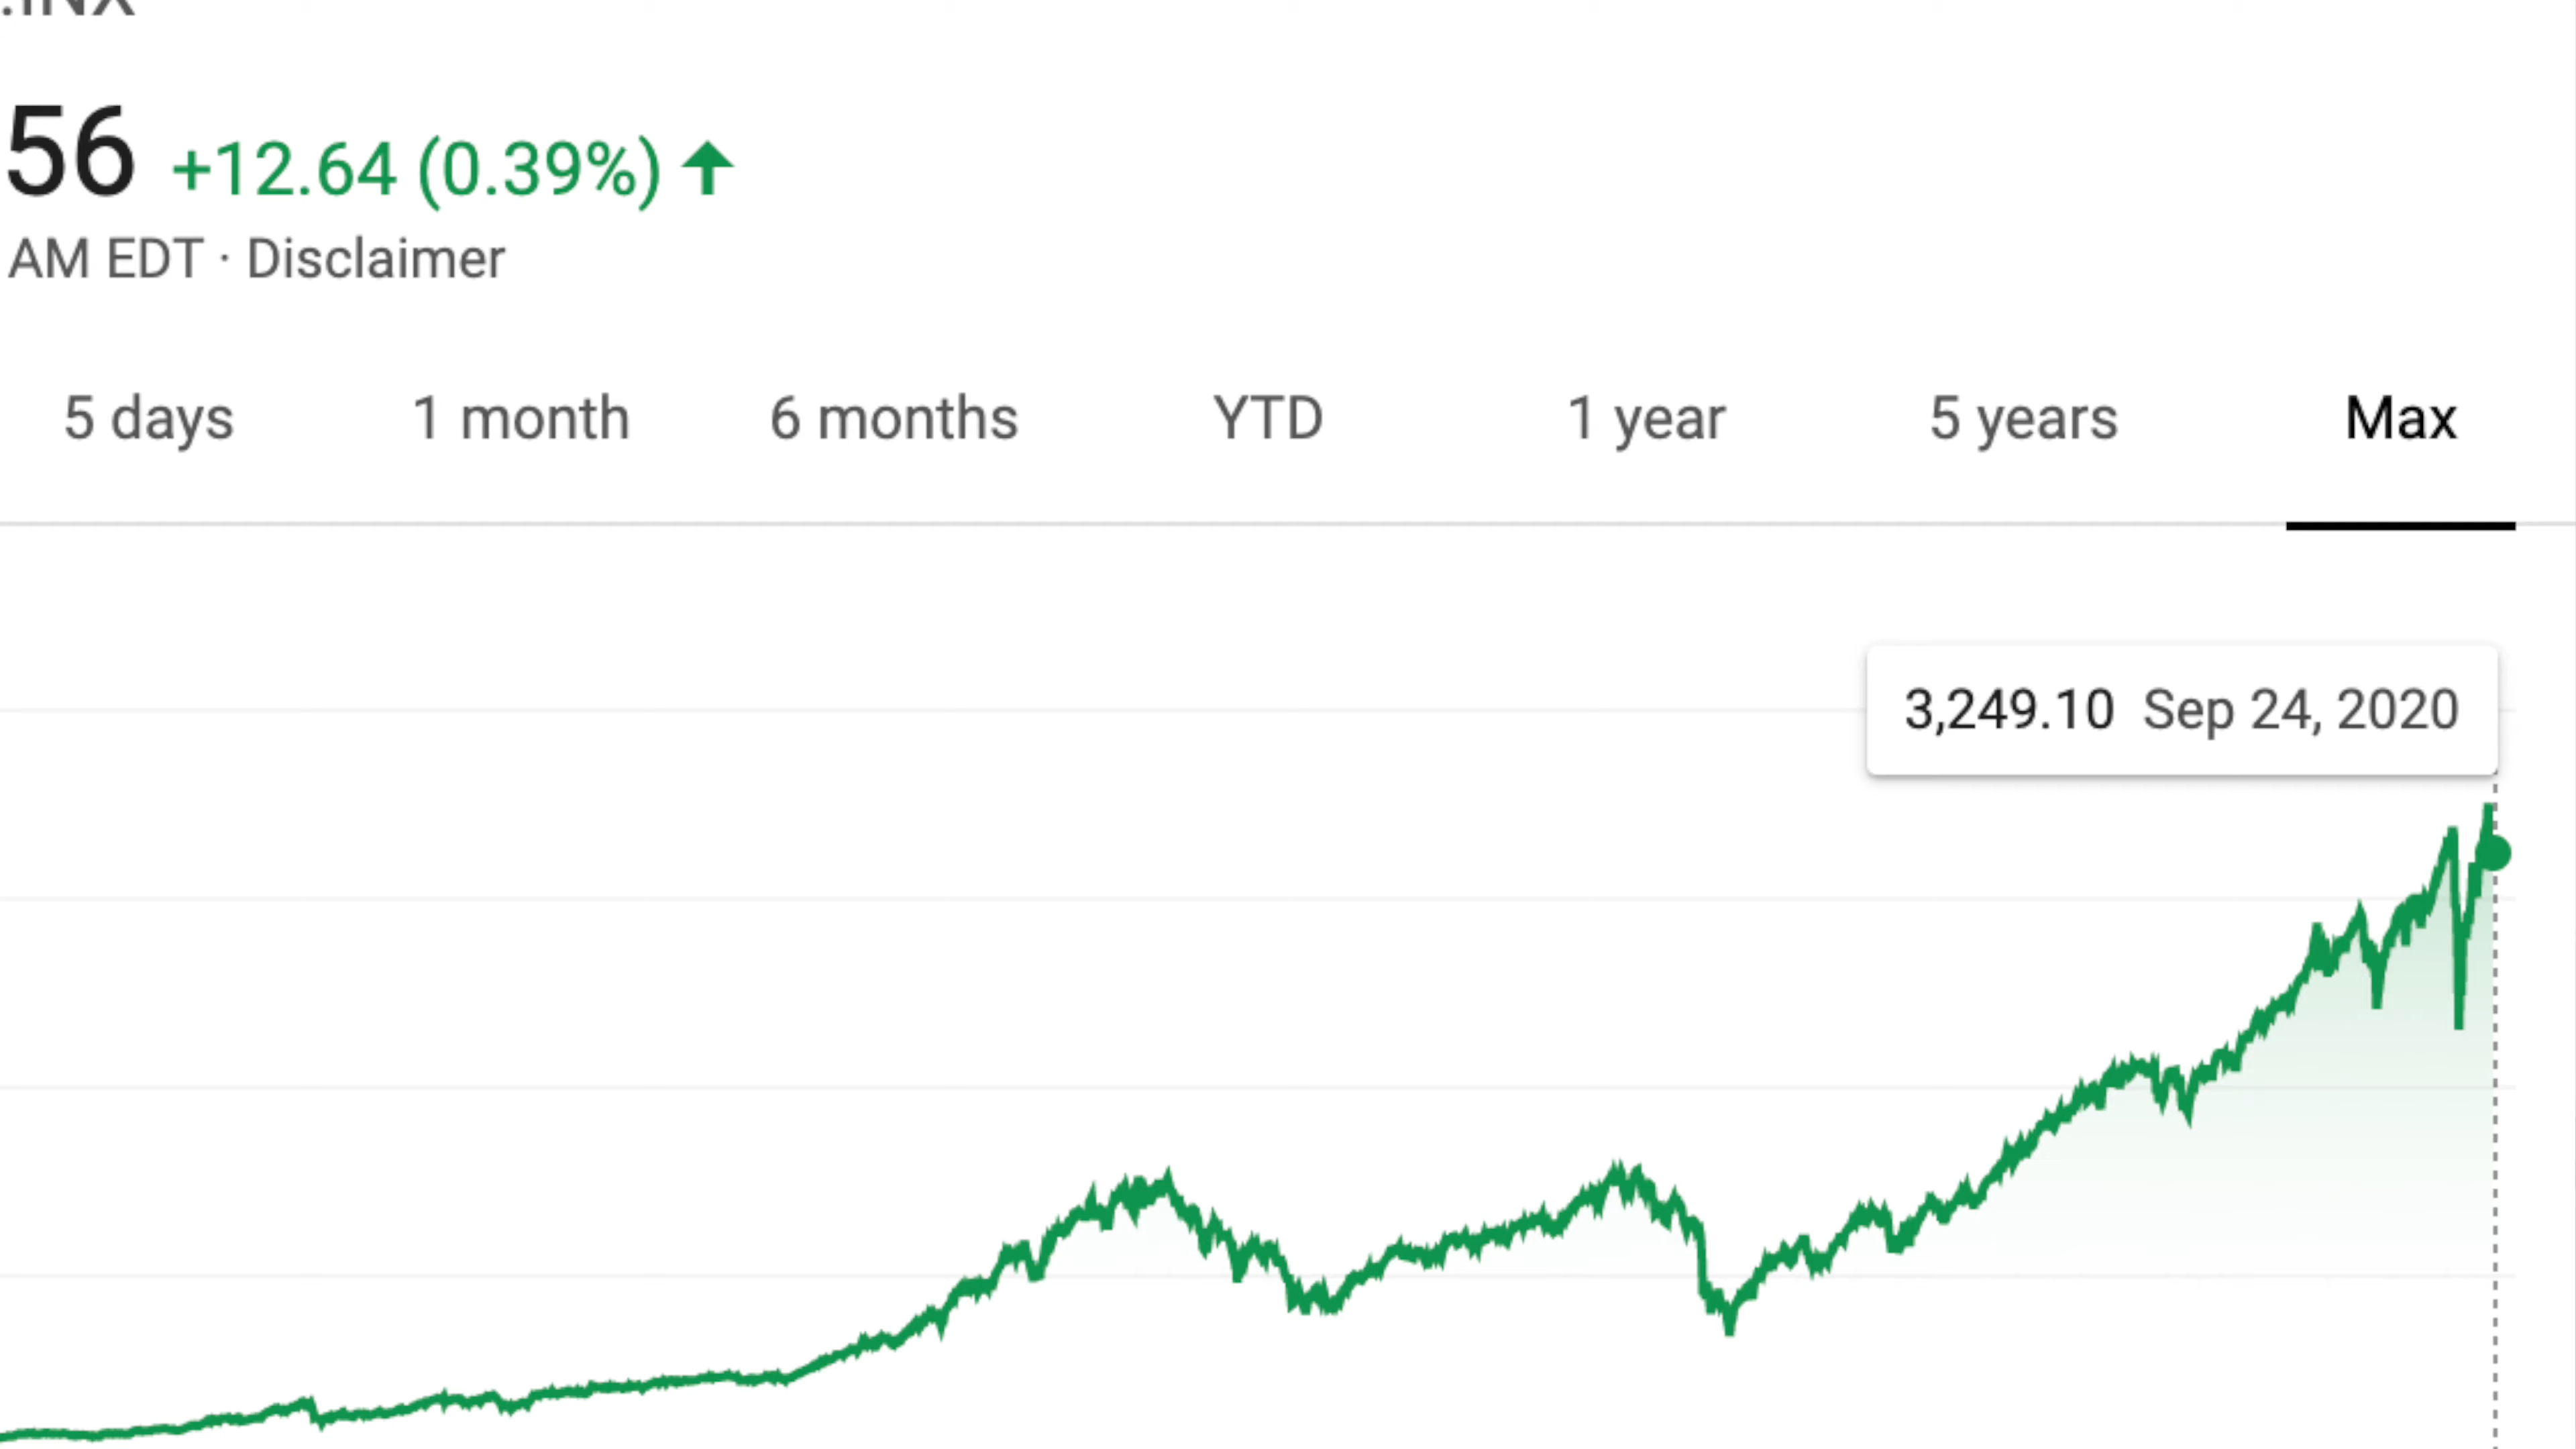 .INX
56 +12.64 (0.39%)
AM EDT · Disclaimer
5 days 1 month 6 months YTD 1 year 5 years Max
3,249.10 Sep 24, 2020